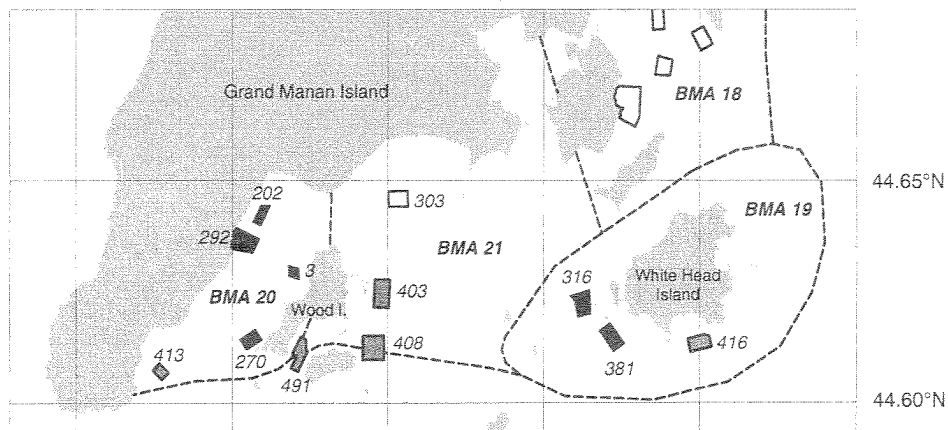 Grand Manan Island
BMA 18
44.65°N
202
303
BMA 19
292
BMA 21
3
316
White Head
Island
403
BMA 20
Wood I.
413
270
408
416
491
381
44.60°N